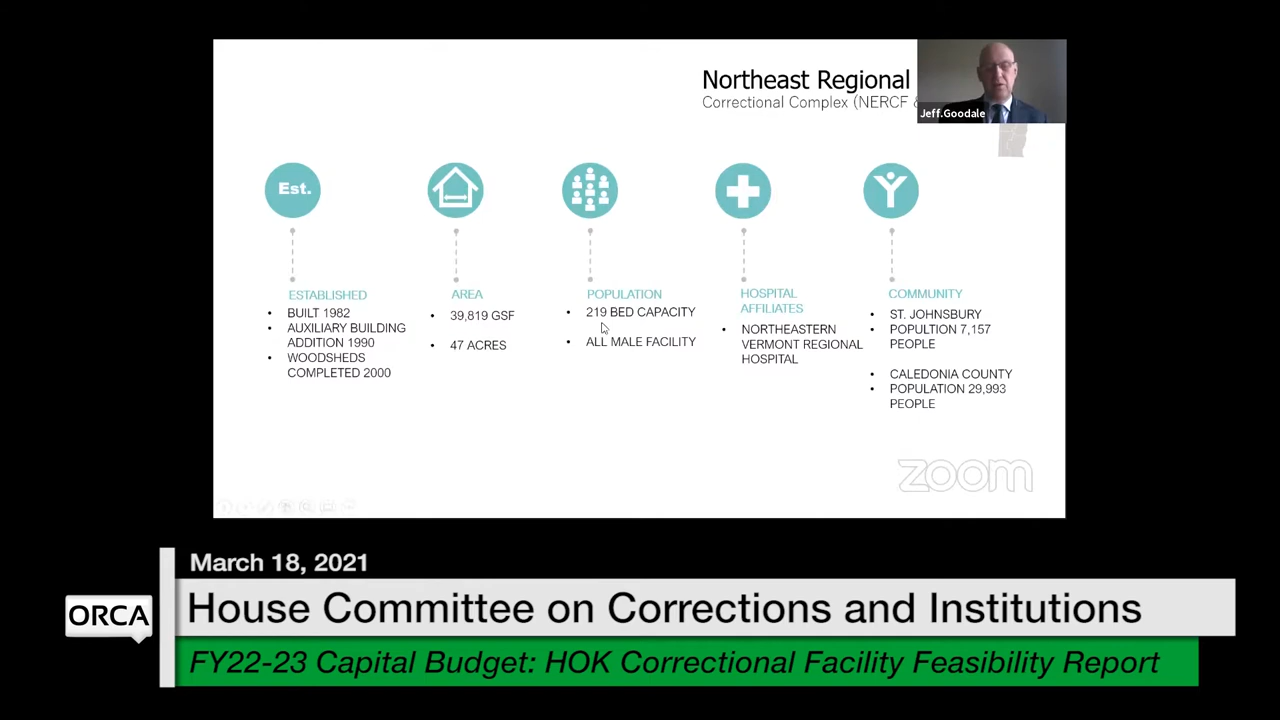 Northeast Regional
Correctional Complex (NERCF &
Jeff.Goodale
Est.
ESTABLISHED
• BUILT 1982
• AUXILIARY BUILDING
ADDITION 1990
• WOODSHEDS
COMPLETED 2000
AREA
• 39,819 GSF
• 47 ACRES
POPULATION
• 219 BED CAPACITY
• ALL MALE FACILITY
HOSPITAL
AFFILIATES
• NORTHEASTERN
VERMONT REGIONAL
HOSPITAL
COMMUNITY
• ST. JOHNSBURY
• POPULTION 7,157
PEOPLE
• CALEDONIA COUNTY
• POPULATION 29,993
PEOPLE
zoom
March 18, 2021
ORCA
House Committee on Corrections and Institutions
FY22-23 Capital Budget: HOK Correctional Facility Feasibility Report